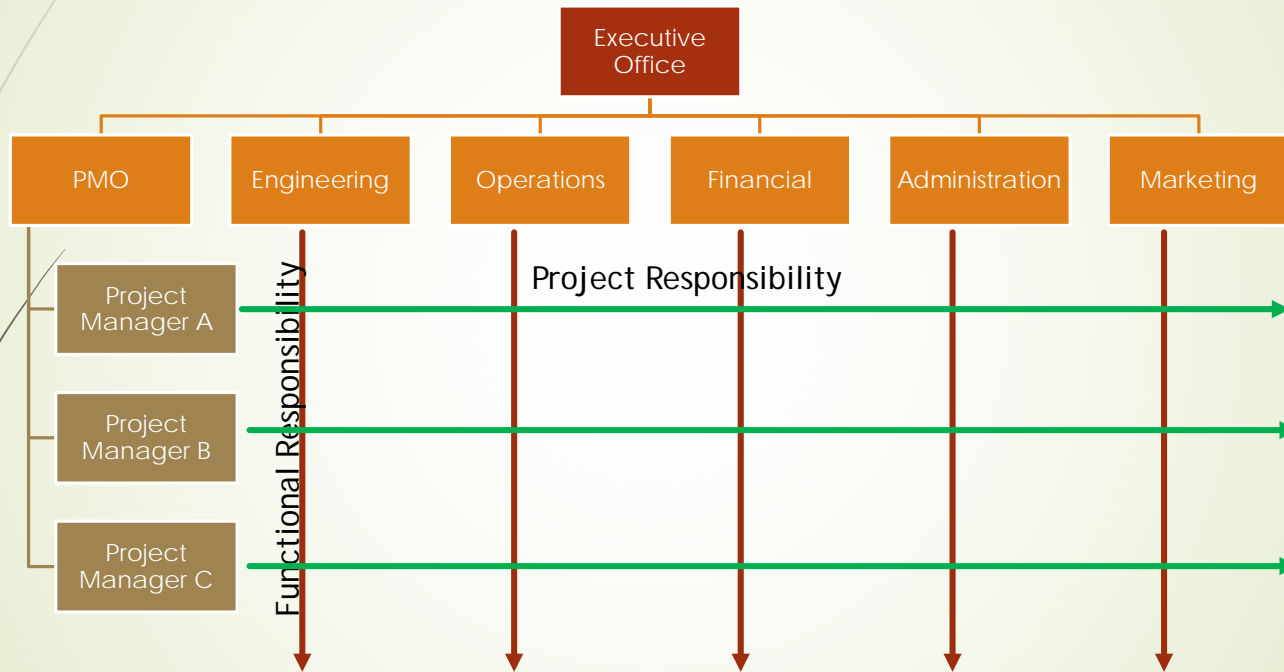 Executive
Office
PMO
Engineering
Operations
Financial
Administration
Marketing
Project Responsibility
Functional Responsibility
Project
Manager A
Project
Manager B
Project
Manager C